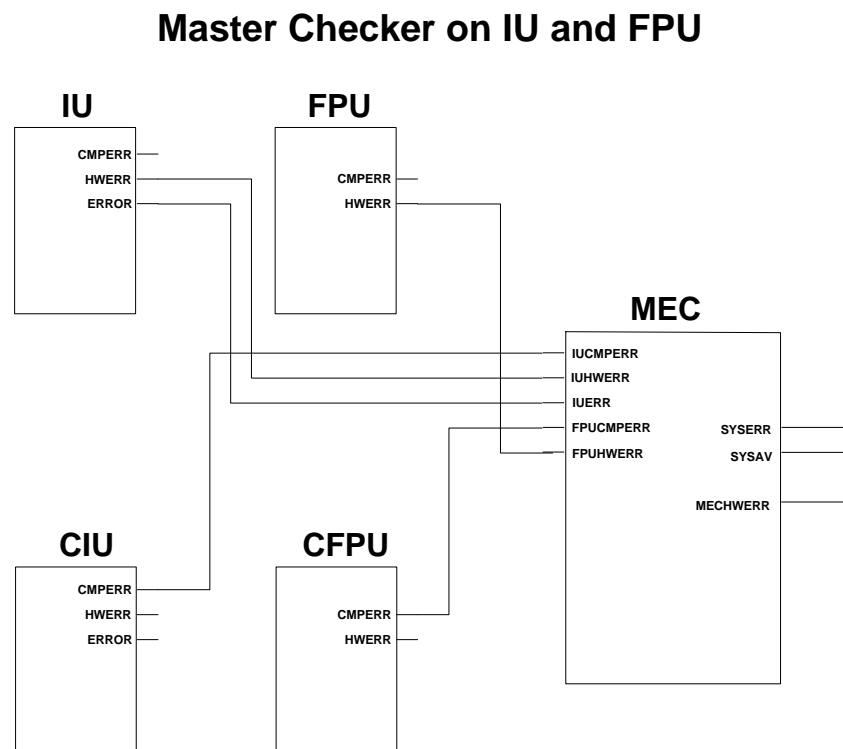 Master Checker on IU and FPU
IU
CMPERR
HWERR
ERROR
FPU
CMPERR
HWERR
MEC
IUCMPERR
IUHWERR
IUERR
FPUCMPERR
FPUHWERR
SYSERR
SYSAV
MECHWERR
CIU
CMPERR
HWERR
ERROR
CFPU
CMPERR
HWERR